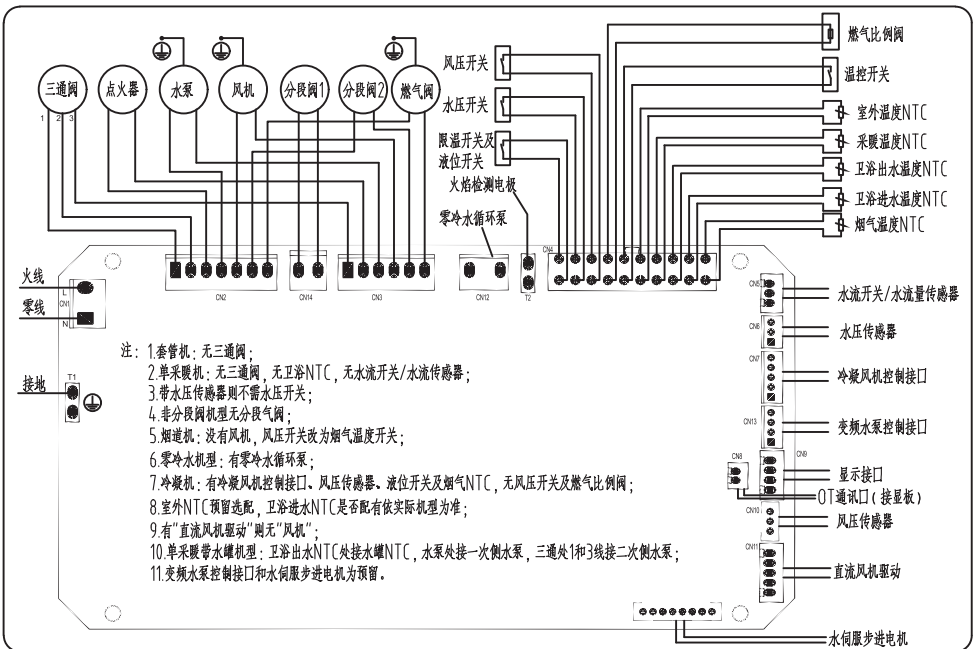 三通阀 点火器 水泵 风机 分段阀1 分段阀2 燃气阀
1 2 3
风压开关
水压开关
限温开关及
液位开关
火焰检测电极
零冷水循环泵
燃气比例阀
温控开关
室外温度NTC
采暖温度NTC
卫浴出水温度NTC
卫浴进水温度NTC
烟气温度NTC
CN2 CN14 CN3 CN12 T2 CN4
火线 L
CN1
零线 N
接地 T1
CN5 水流开关/水流量传感器
CN6 水压传感器
CN7 冷凝风机控制接口
CN13 变频水泵控制接口
CN8 CN9 显示接口
OT通讯口(接显板)
CN10 风压传感器
CN11 直流风机驱动
水伺服步进电机
注: 1.套管机: 无三通阀;
2.单采暖机: 无三通阀, 无卫浴NTC, 无水流开关/水流传感器;
3.带水压传感器则不需水压开关;
4.非分段阀机型无分段气阀;
5.烟道机: 没有风机, 风压开关改为烟气温度开关;
6.零冷水机型: 有零冷水循环泵;
7.冷凝机: 有冷凝风机控制接口、风压传感器、液位开关及烟气NTC, 无风压开关及燃气比例阀;
8.室外NTC预留选配, 卫浴进水NTC是否配有依实际机型为准;
9.有"直流风机驱动"则无"风机";
10.单采暖带水罐机型: 卫浴出水NTC处接水罐NTC, 水泵处接一次侧水泵, 三通处1和3线接二次侧水泵;
11.变频水泵控制接口和水伺服步进电机为预留。